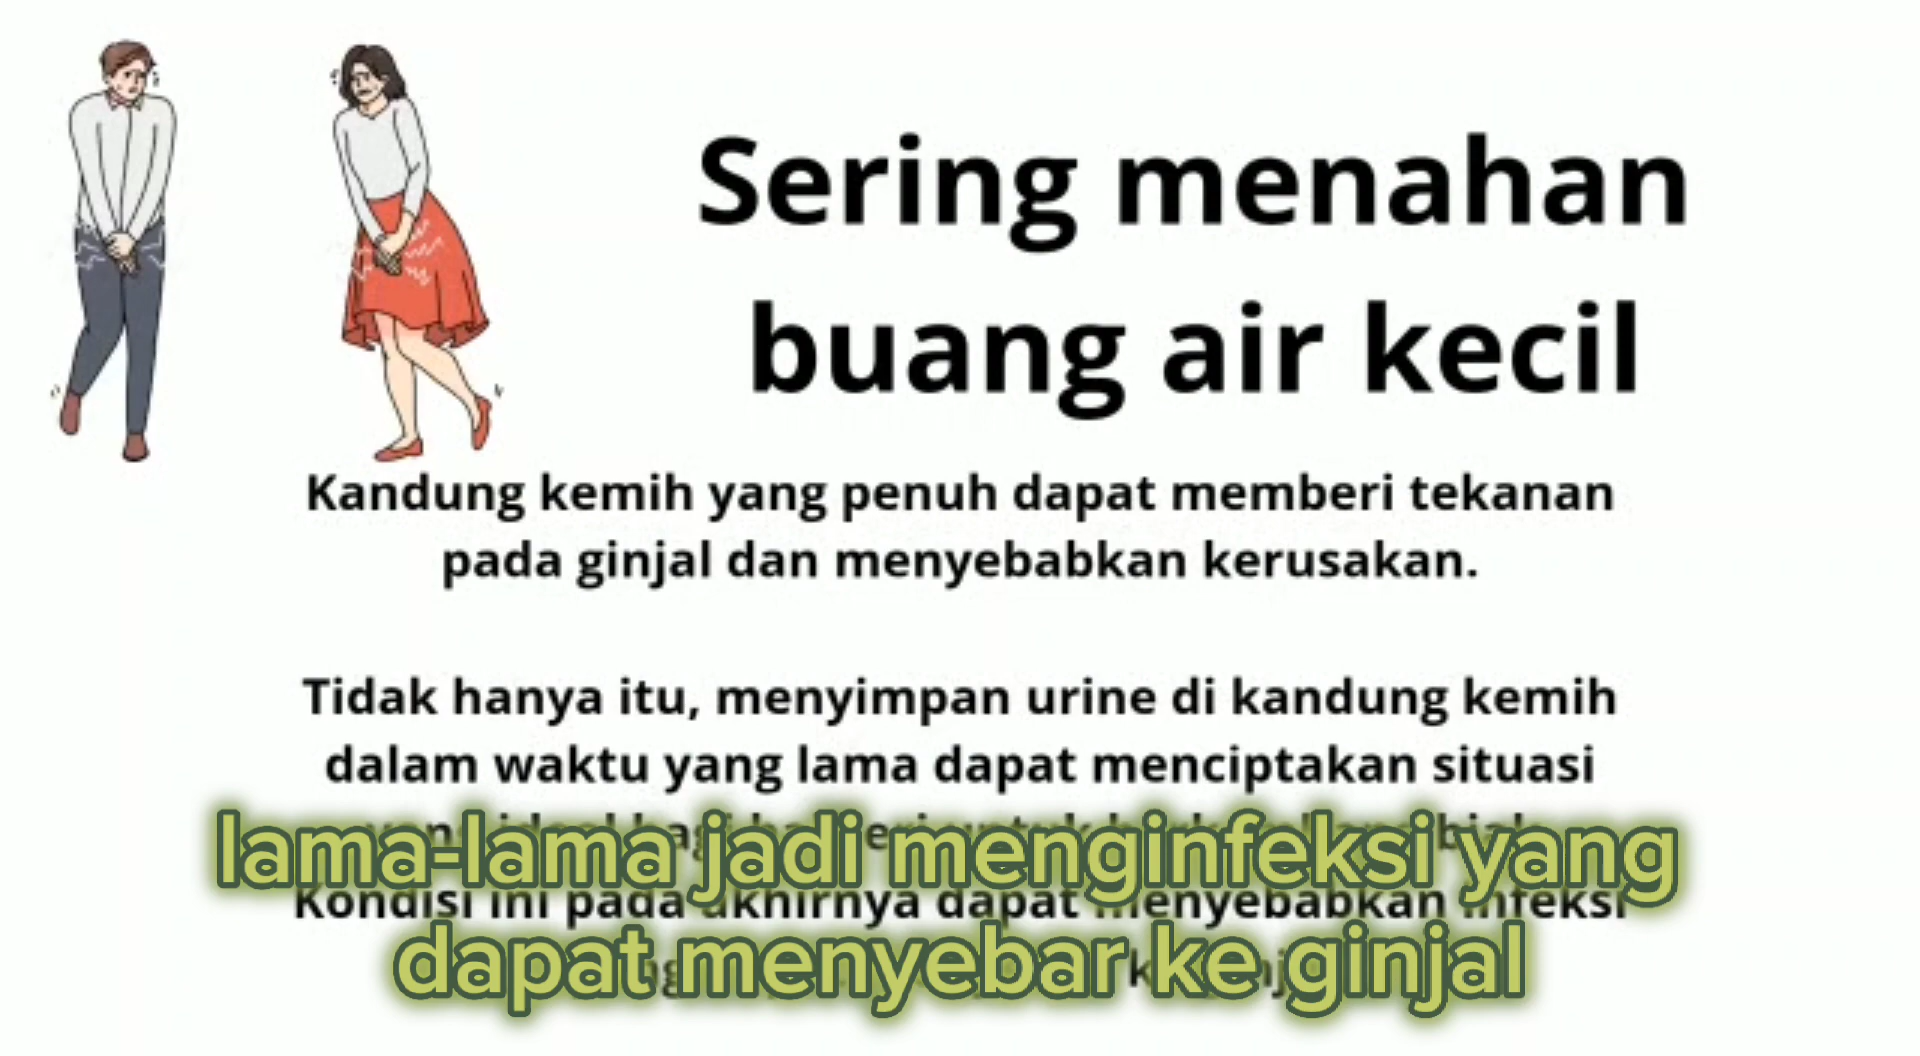 Sering menahan
buang air kecil
Kandung kemih yang penuh dapat memberi tekanan
pada ginjal dan menyebabkan kerusakan.
Tidak hanya itu, menyimpan urine di kandung kemih
dalam waktu yang lama dapat menciptakan situasi
lama-lama jadi menginfeksi yang
Kondisi ini pada akhirnya dapat menyebabkan infeksi
dapat menyebar ke ginjal